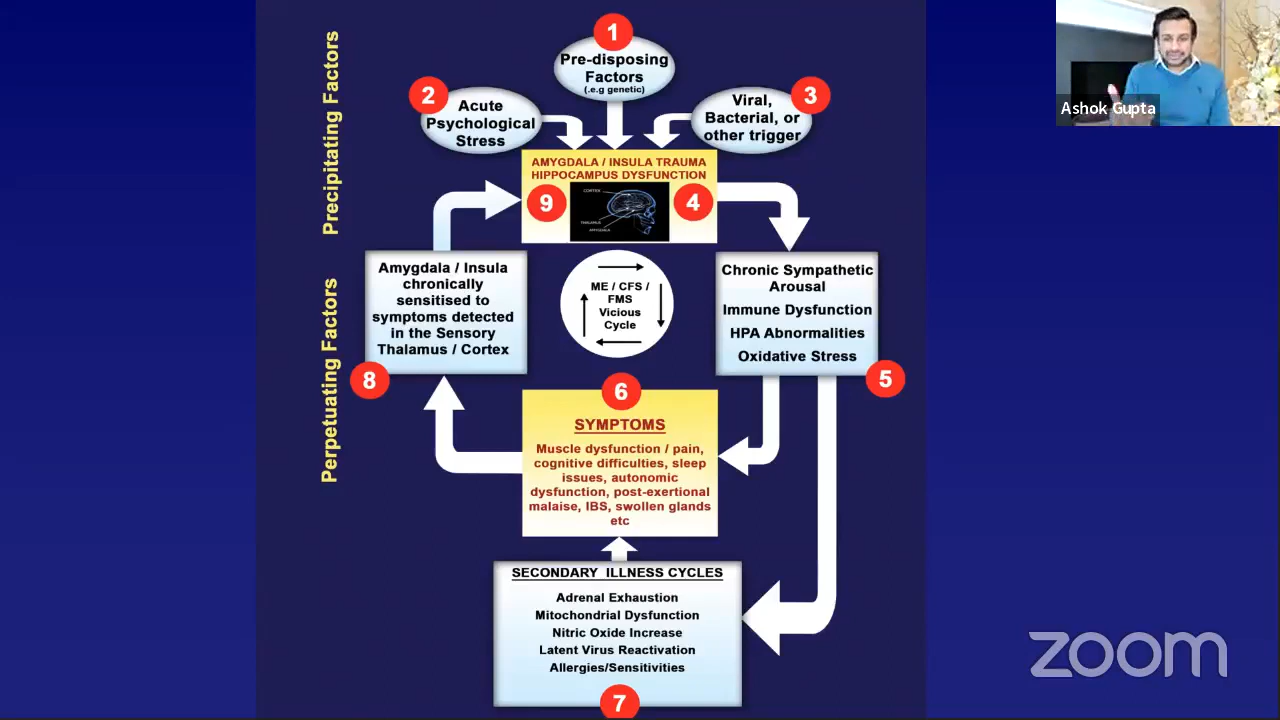 Precipitating Factors
Perpetuating Factors
1
Pre-disposing
Factors
(.e.g genetic)
2
Acute
Psychological
Stress
3
Viral,
Bacterial, or
other trigger
AMYGDALA / INSULA TRAUMA
HIPPOCAMPUS DYSFUNCTION
9
CORTEX
THALAMUS
AMYGDALA
4
Chronic Sympathetic
Arousal
Immune Dysfunction
HPA Abnormalities
Oxidative Stress
5
ME / CFS /
FMS
Vicious
Cycle
Amygdala / Insula
chronically
sensitised to
symptoms detected
in the Sensory
Thalamus / Cortex
8
6
SYMPTOMS
Muscle dysfunction / pain,
cognitive difficulties, sleep
issues, autonomic
dysfunction, post-exertional
malaise, IBS, swollen glands
etc
SECONDARY ILLNESS CYCLES
Adrenal Exhaustion
Mitochondrial Dysfunction
Nitric Oxide Increase
Latent Virus Reactivation
Allergies/Sensitivities
7
Ashok Gupta
zoom